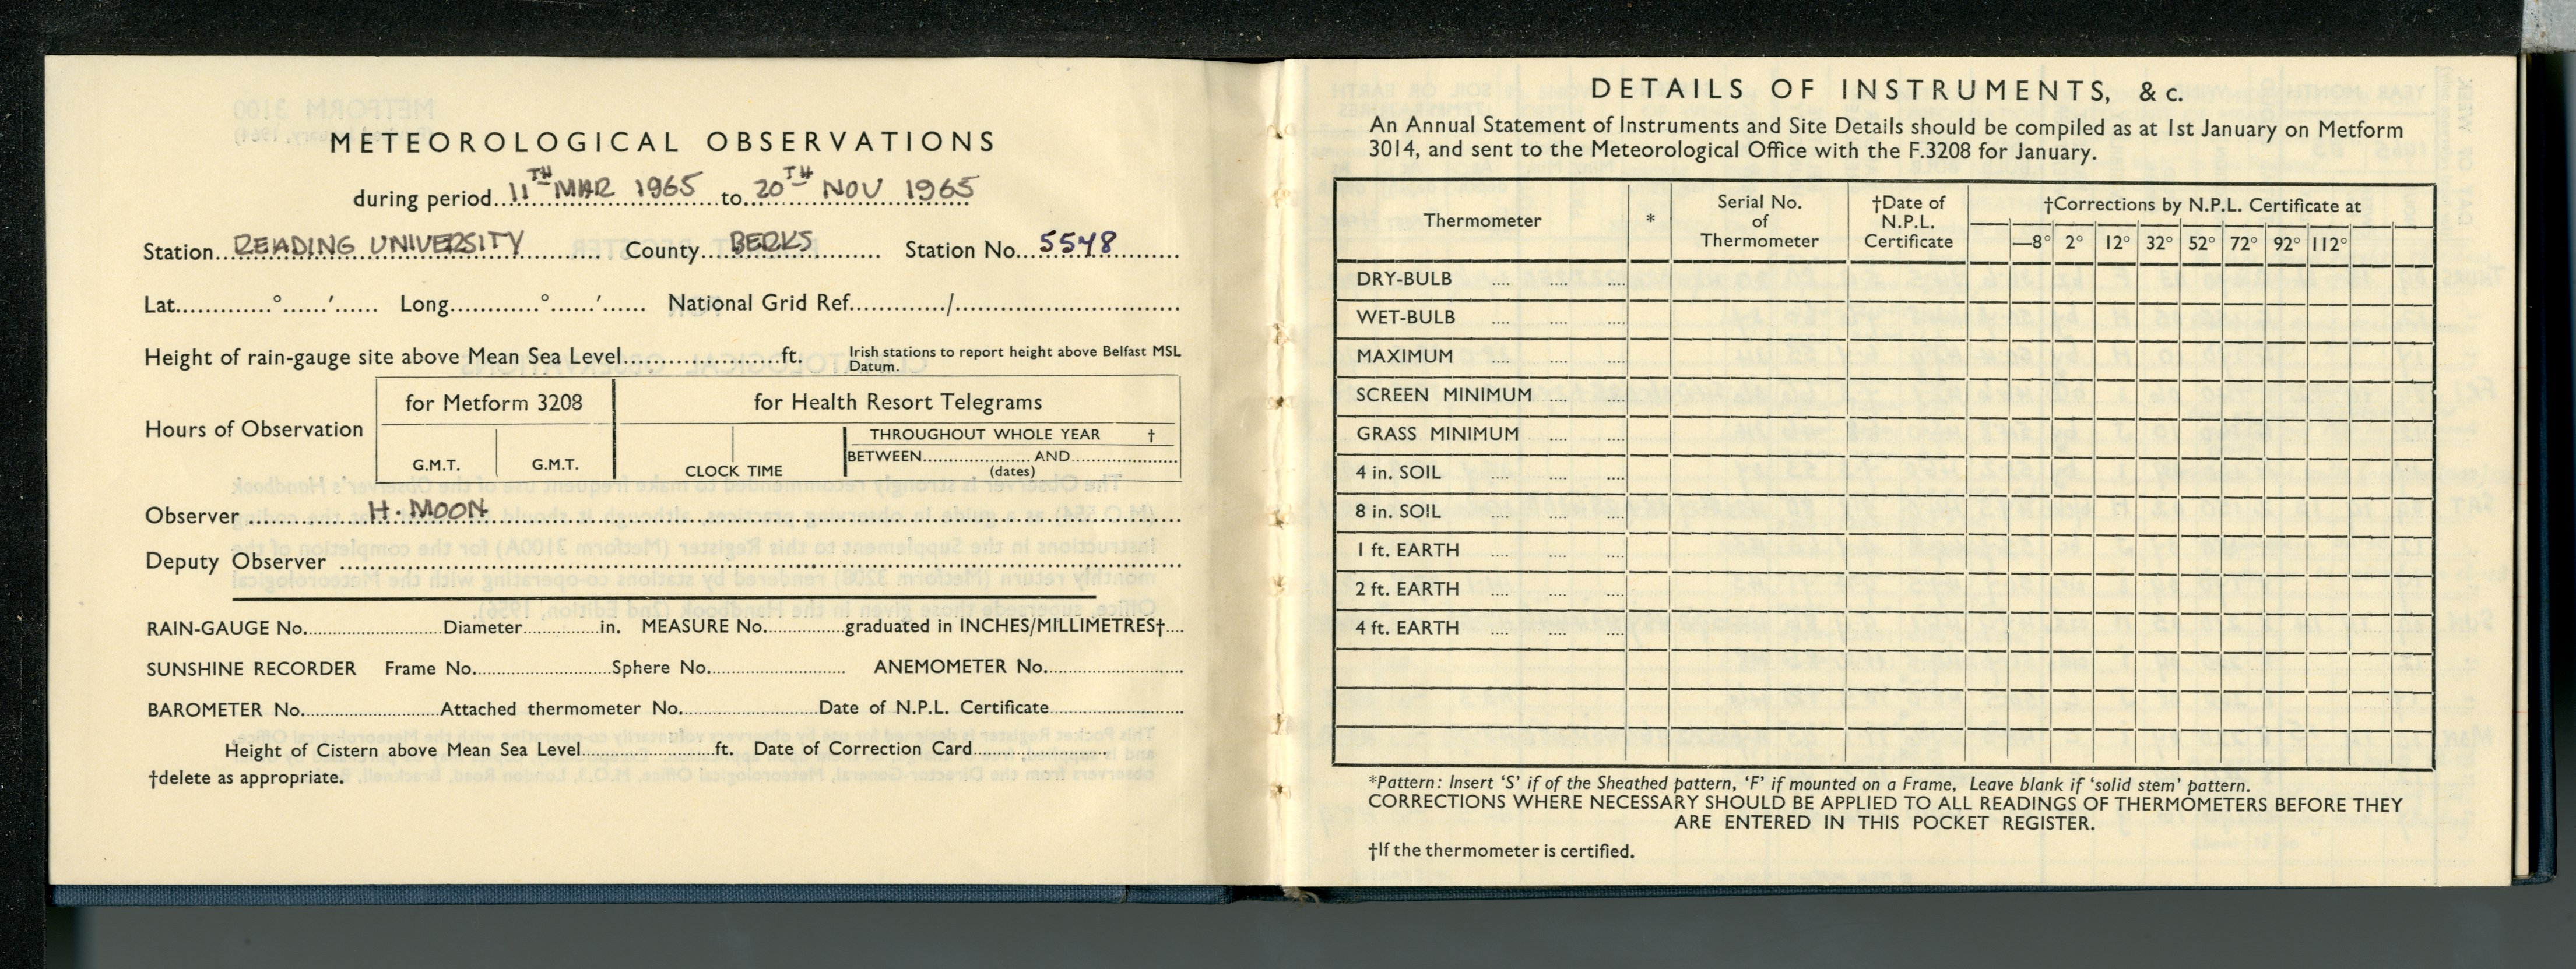 METEOROLOGICAL OBSERVATIONS
during period 11TH MAR 1965 to 20TH NOV 1965
Station READING UNIVERSITY County BERKS Station No. 5548
Lat. ° ′ Long. ° ′ National Grid Ref. /
Height of rain-gauge site above Mean Sea Level ft. Irish stations to report height above Belfast MSL Datum.
Hours of Observation
for Metform 3208 for Health Resort Telegrams
THROUGHOUT WHOLE YEAR †
BETWEEN AND
G.M.T. G.M.T. CLOCK TIME (dates)
Observer H. MOON
Deputy Observer
RAIN-GAUGE No. Diameter in. MEASURE No. graduated in INCHES/MILLIMETRES†
SUNSHINE RECORDER Frame No. Sphere No. ANEMOMETER No.
BAROMETER No. Attached thermometer No. Date of N.P.L. Certificate
Height of Cistern above Mean Sea Level ft. Date of Correction Card
†delete as appropriate.
DETAILS OF INSTRUMENTS, & c.
An Annual Statement of Instruments and Site Details should be compiled as at 1st January on Metform
3014, and sent to the Meteorological Office with the F.3208 for January.
Thermometer * Serial No. of Thermometer †Date of N.P.L. Certificate †Corrections by N.P.L. Certificate at
—8° 2° 12° 32° 52° 72° 92° 112°
DRY-BULB
WET-BULB
MAXIMUM
SCREEN MINIMUM
GRASS MINIMUM
4 in. SOIL
8 in. SOIL
1 ft. EARTH
2 ft. EARTH
4 ft. EARTH
*Pattern: Insert 'S' if of the Sheathed pattern, 'F' if mounted on a Frame, Leave blank if 'solid stem' pattern.
CORRECTIONS WHERE NECESSARY SHOULD BE APPLIED TO ALL READINGS OF THERMOMETERS BEFORE THEY
ARE ENTERED IN THIS POCKET REGISTER.
†If the thermometer is certified.